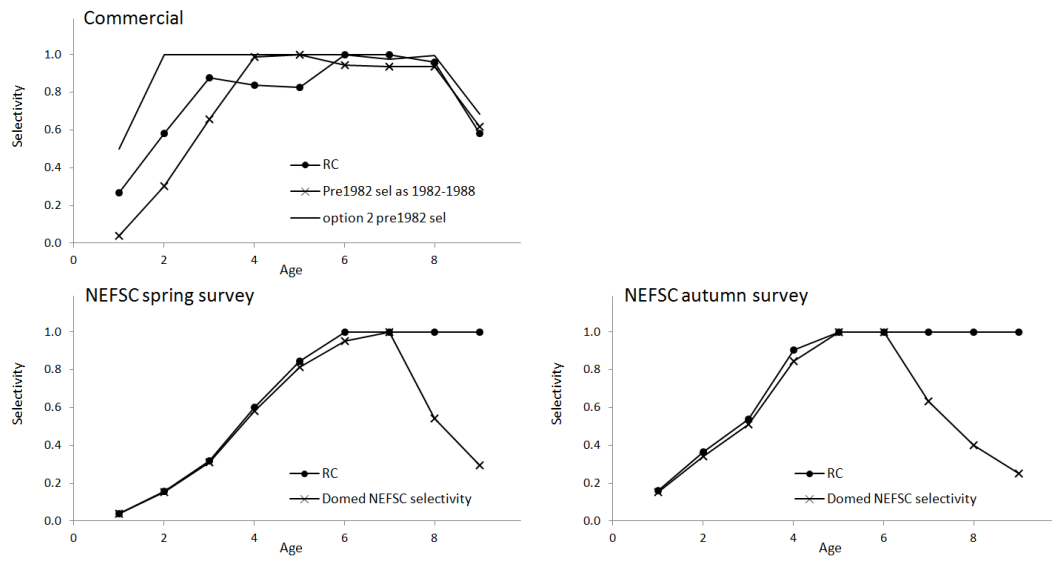 Commercial
Selectivity
1.0
0.8
0.6
0.4
0.2
0.0
RC
Pre1982 sel as 1982-1988
option 2 pre1982 sel
0 2 4 6 8
Age
NEFSC spring survey
Selectivity
1.0
0.8
0.6
0.4
0.2
0.0
RC
Domed NEFSC selectivity
0 2 4 6 8
Age
NEFSC autumn survey
Selectivity
1.0
0.8
0.6
0.4
0.2
0.0
RC
Domed NEFSC selectivity
0 2 4 6 8
Age